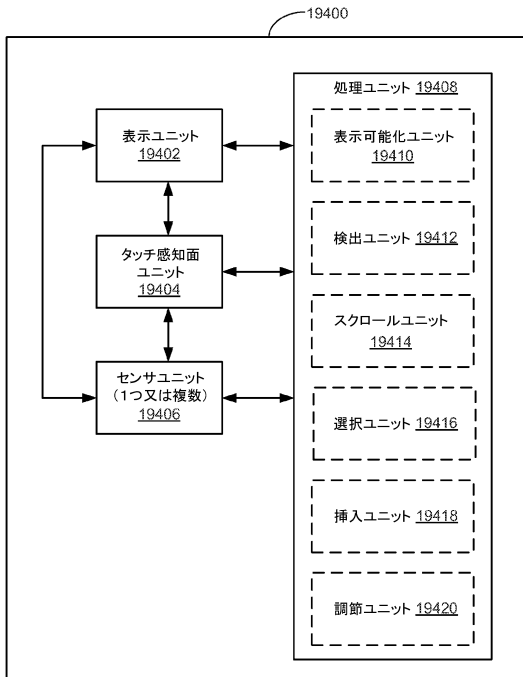 19400
表示ユニット
19402
タッチ感知面
ユニット
19404
センサユニット
(1つ又は複数)
19406
処理ユニット 19408
表示可能化ユニット
19410
検出ユニット 19412
スクロールユニット
19414
選択ユニット 19416
挿入ユニット 19418
調節ユニット 19420